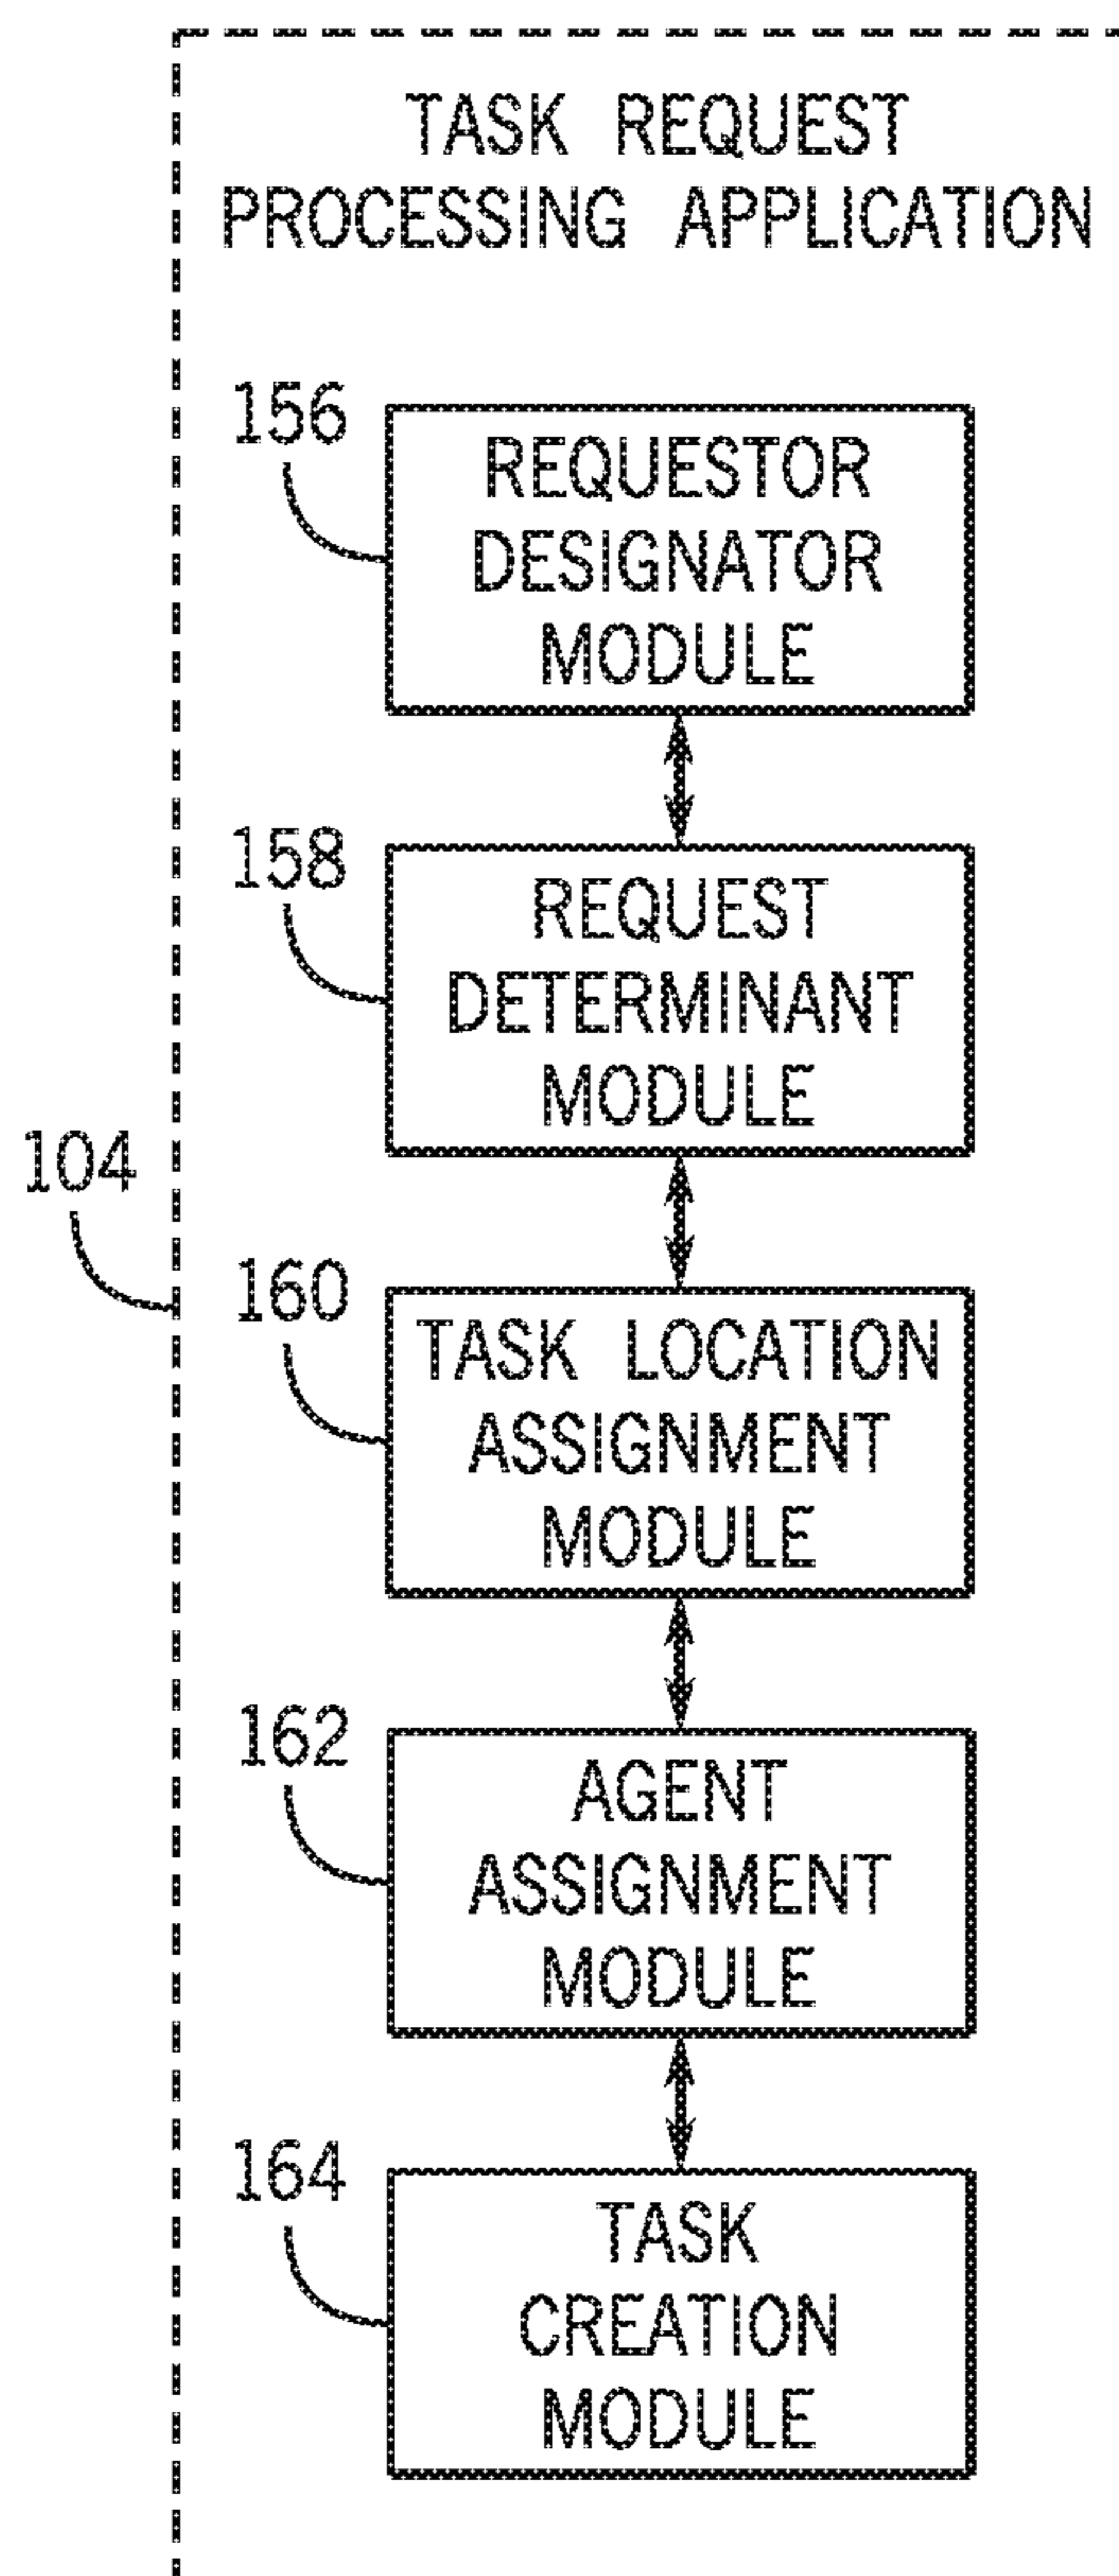 TASK REQUEST
PROCESSING APPLICATION
156
REQUESTOR
DESIGNATOR
MODULE
158
REQUEST
DETERMINANT
MODULE
104
160
TASK LOCATION
ASSIGNMENT
MODULE
162
AGENT
ASSIGNMENT
MODULE
164
TASK
CREATION
MODULE